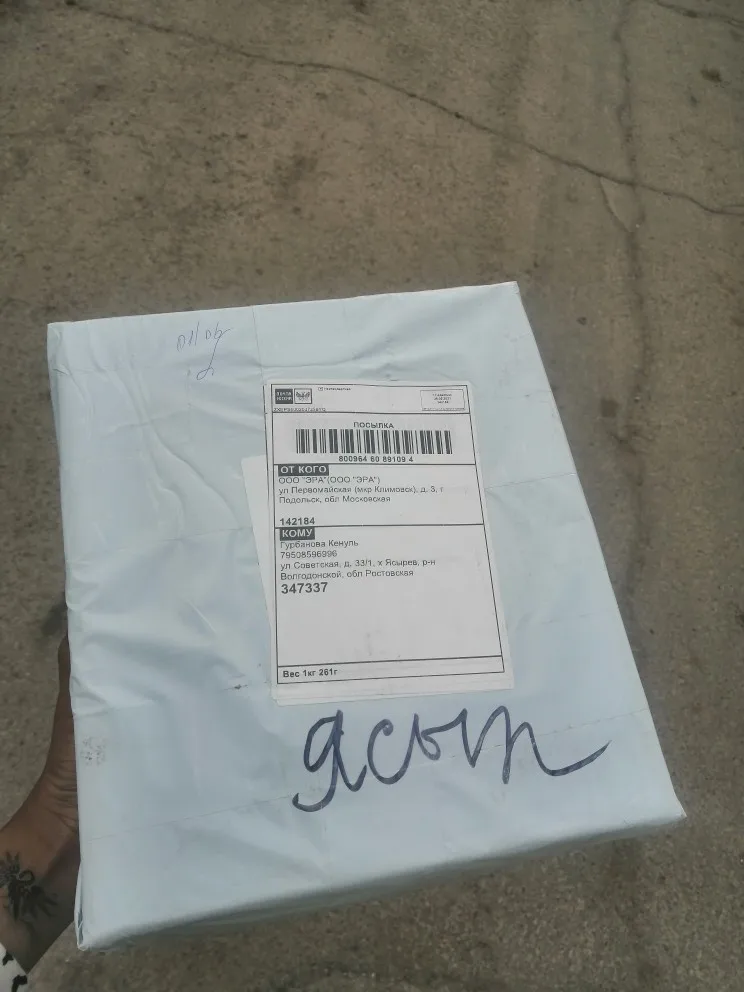 ПОСЫЛКА
800964 60 89109 4
ОТ КОГО
ООО "ЭРА"(ООО "ЭРА")
ул Первомайская (мкр Климовск), д. 3, г
Подольск, обл Московская
142184
КОМУ
Гурбанова Кенуль
79508596996
ул Советская, д. 33/1, х Ясырев, р-н
Волгодонской, обл Ростовская
347337
Вес 1кг 261г
Ясыр